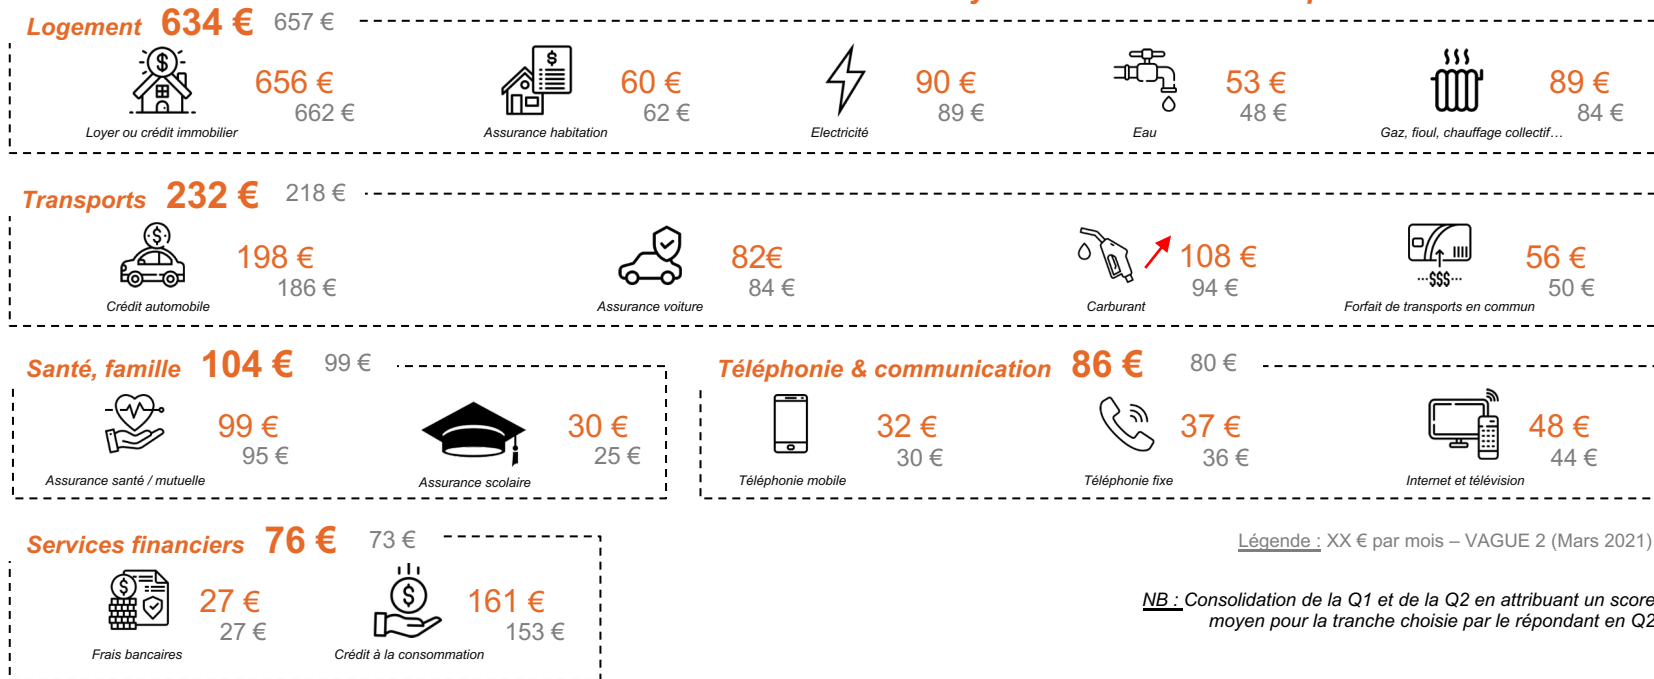 Logement 634 € 657 €
656 €
662 €
Loyer ou crédit immobilier
60 €
62 €
Assurance habitation
90 €
89 €
Electricité
53 €
48 €
Eau
89 €
84 €
Gaz, fioul, chauffage collectif…
Transports 232 € 218 €
198 €
186 €
Crédit automobile
82€
84 €
Assurance voiture
108 €
94 €
Carburant
$$$
56 €
50 €
Forfait de transports en commun
Santé, famille 104 € 99 €
99 €
95 €
Assurance santé / mutuelle
30 €
25 €
Assurance scolaire
Téléphonie & communication 86 € 80 €
32 €
30 €
Téléphonie mobile
37 €
36 €
Téléphonie fixe
48 €
44 €
Internet et télévision
Services financiers 76 € 73 €
27 €
27 €
Frais bancaires
161 €
153 €
Crédit à la consommation
Légende : XX € par mois – VAGUE 2 (Mars 2021)
NB : Consolidation de la Q1 et de la Q2 en attribuant un score
moyen pour la tranche choisie par le répondant en Q2